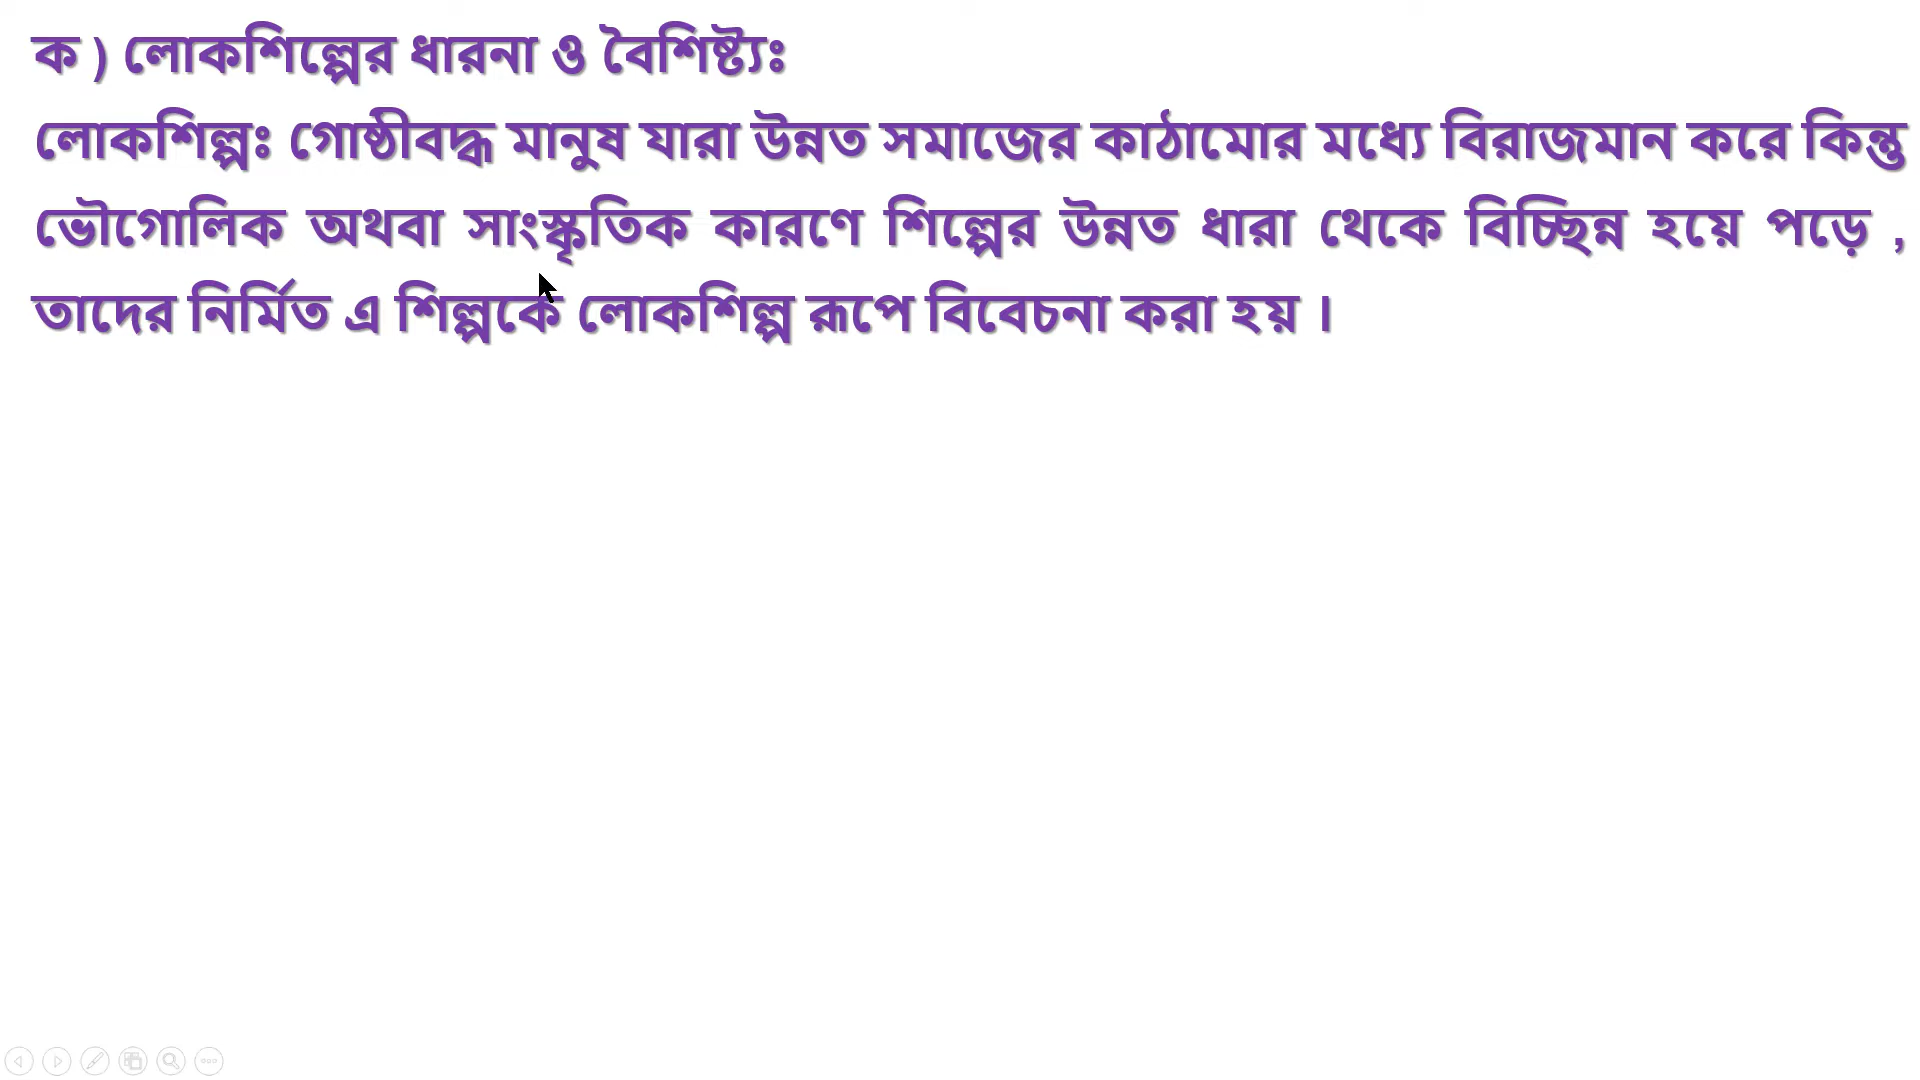 ক ) লোকশিল্পের ধারনা ও বৈশিষ্ট্যঃ
লোকশিল্পঃ গোষ্ঠীবদ্ধ মানুষ যারা উন্নত সমাজের কাঠামোর মধ্যে বিরাজমান করে কিন্তু
ভৌগোলিক অথবা সাংস্কৃতিক কারণে শিল্পের উন্নত ধারা থেকে বিচ্ছিন্ন হয়ে পড়ে ,
তাদের নির্মিত এ শিল্পকে লোকশিল্প রূপে বিবেচনা করা হয় ।